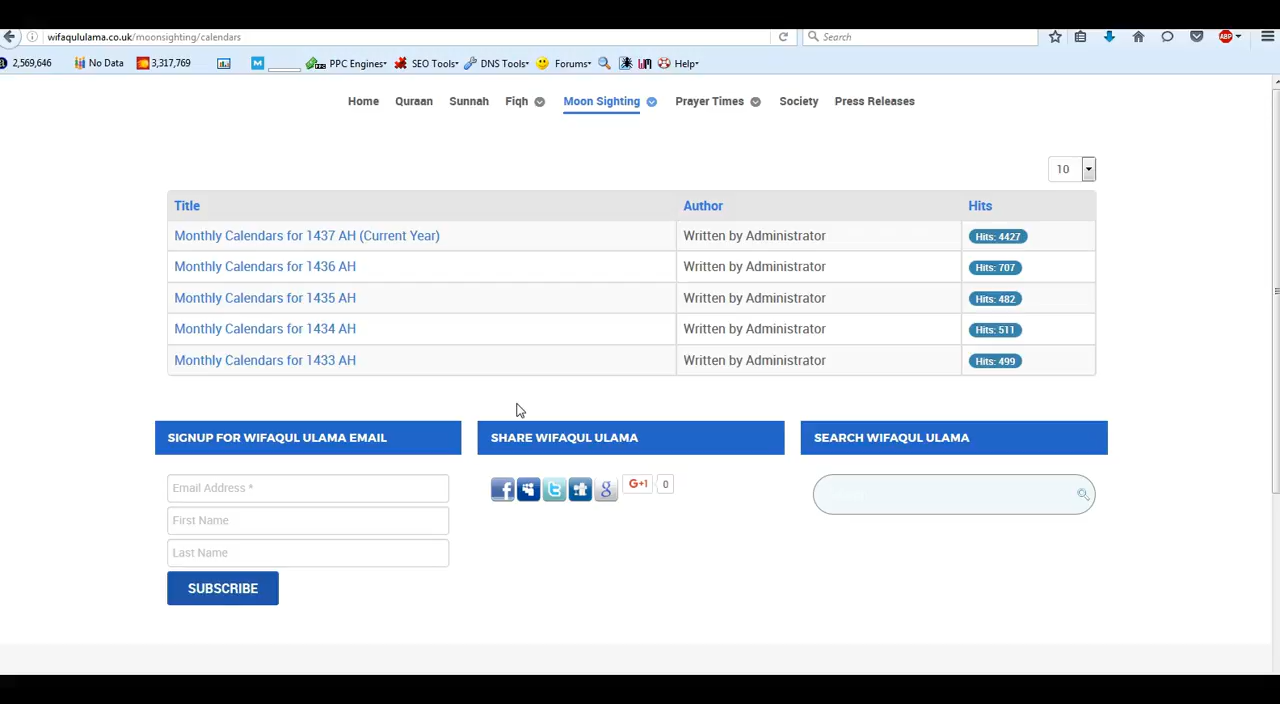 wifaqululama.co.uk/moonsighting/calendars
Search
ABP
2,569,646 No Data 3,317,769 PPC Engines SEO Tools DNS Tools Forums Help
Home Quraan Sunnah Fiqh Moon Sighting Prayer Times Society Press Releases
10
Title Author Hits
Monthly Calendars for 1437 AH (Current Year) Written by Administrator Hits: 4427
Monthly Calendars for 1436 AH Written by Administrator Hits: 707
Monthly Calendars for 1435 AH Written by Administrator Hits: 482
Monthly Calendars for 1434 AH Written by Administrator Hits: 511
Monthly Calendars for 1433 AH Written by Administrator Hits: 499
SIGNUP FOR WIFAQUL ULAMA EMAIL SHARE WIFAQUL ULAMA SEARCH WIFAQUL ULAMA
Email Address *
G+1 0
First Name
Last Name
SUBSCRIBE